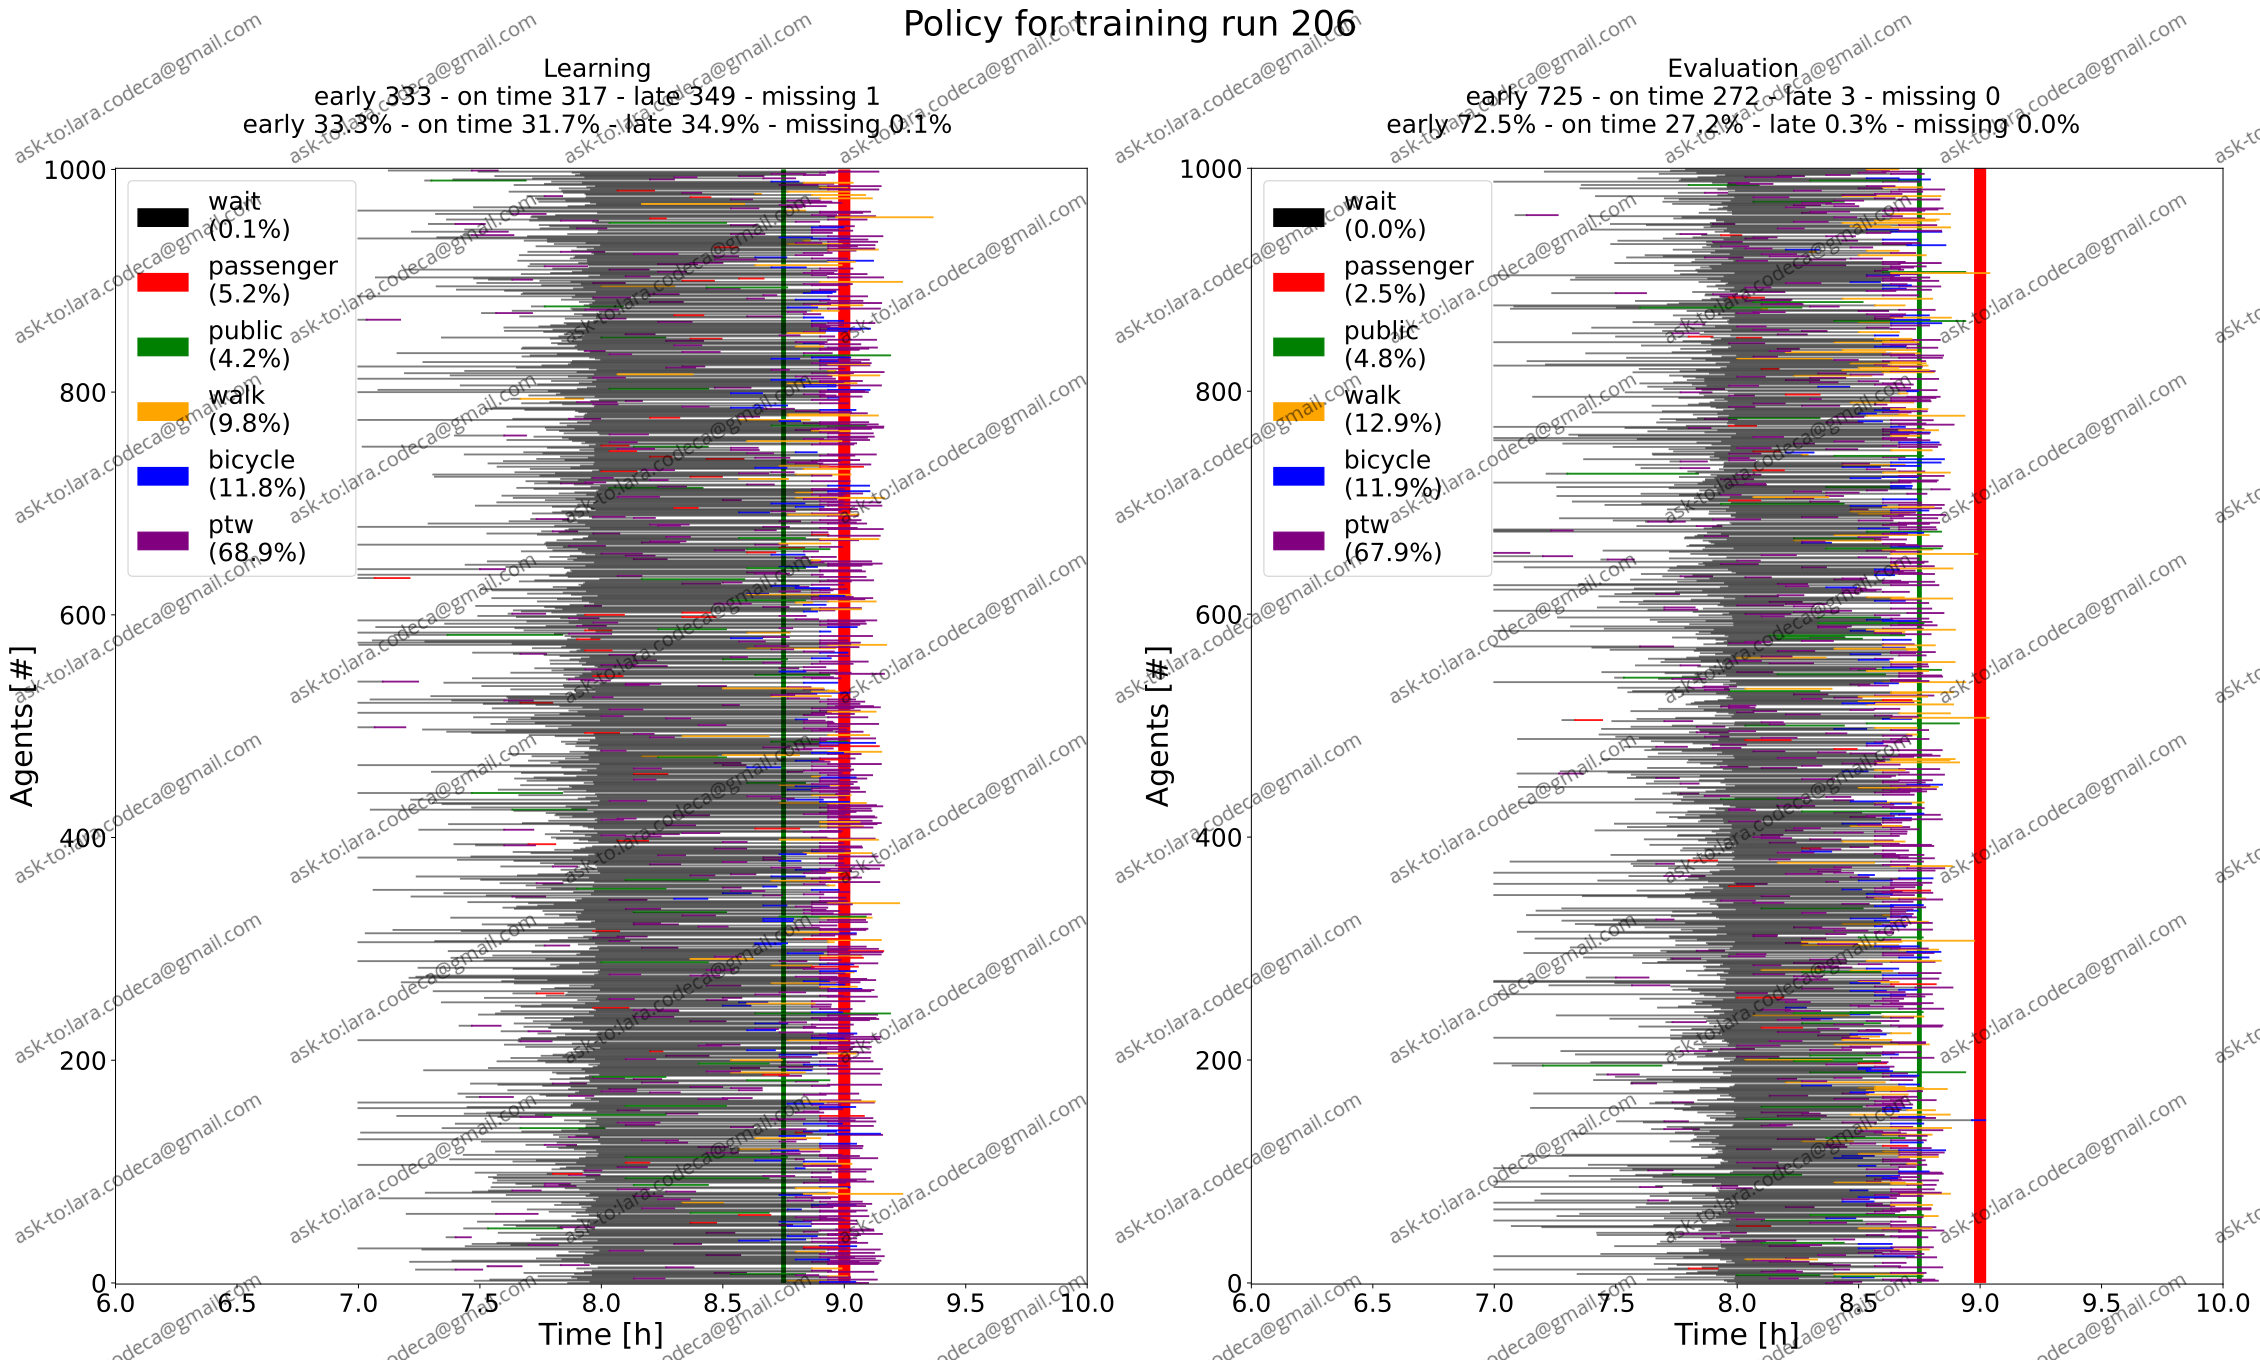 Policy for training run 206
Learning
early 333 - on time 317 - late 349 - missing 1
early 33.3% - on time 31.7% - late 34.9% - missing 0.1%
Evaluation
early 725 - on time 272 - late 3 - missing 0
early 72.5% - on time 27.2% - late 0.3% - missing 0.0%
wait
(0.1%)
passenger
(5.2%)
public
(4.2%)
walk
(9.8%)
bicycle
(11.8%)
ptw
(68.9%)
1000
800
600
400
200
0
Agents [#]
6.0 6.5 7.0 7.5 8.0 8.5 9.0 9.5 10.0
Time [h]
wait
(0.0%)
passenger
(2.5%)
public
(4.8%)
walk
(12.9%)
bicycle
(11.9%)
ptw
(67.9%)
1000
800
600
400
200
0
Agents [#]
6.0 6.5 7.0 7.5 8.0 8.5 9.0 9.5 10.0
Time [h]
ask-to:lara.codeca@gmail.com